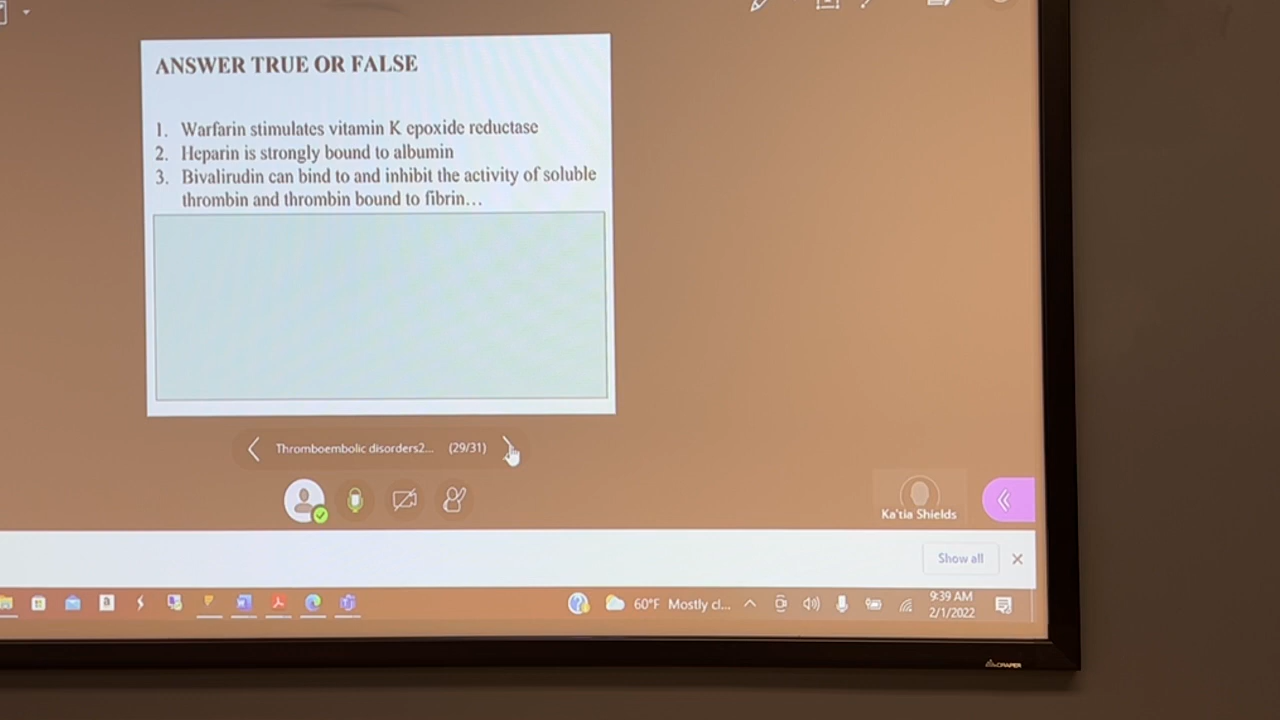 ANSWER TRUE OR FALSE
1. Warfarin stimulates vitamin K epoxide reductase
2. Heparin is strongly bound to albumin
3. Bivalirudin can bind to and inhibit the activity of soluble
thrombin and thrombin bound to fibrin...
Thromboembolic disorders2... (29/31)
Ka'tia Shields
Show all
60°F Mostly cl...
9:39 AM
2/1/2022
DRAPER